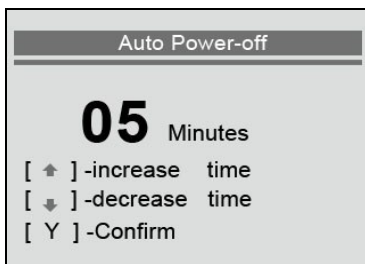 Auto Power-off
05 Minutes
[ ↑ ] -increase time
[ ↓ ] -decrease time
[ Y ] -Confirm